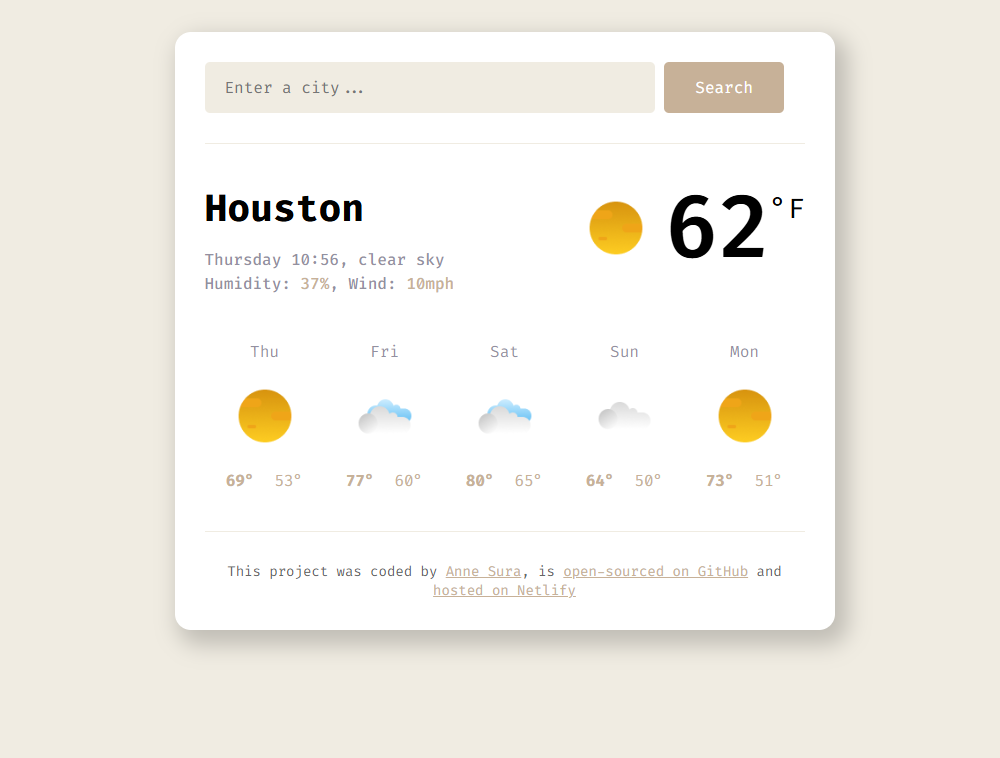 Enter a city...
Search
Houston
62
°F
Thursday 10:56, clear sky
Humidity: 37%, Wind: 10mph
Thu
Fri
Sat
Sun
Mon
69° 53°
77° 60°
80° 65°
64° 50°
73° 51°
This project was coded by Anne Sura, is open-sourced on GitHub and
hosted on Netlify